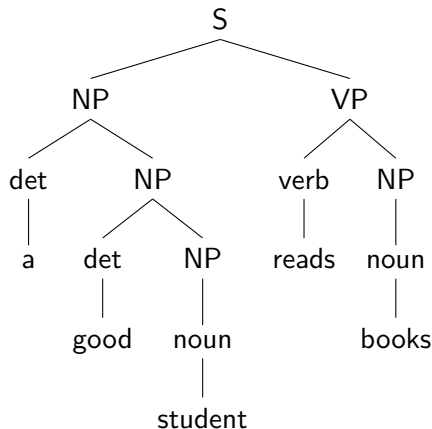 S
NP VP
det NP verb NP
a det NP reads noun
good noun books
student